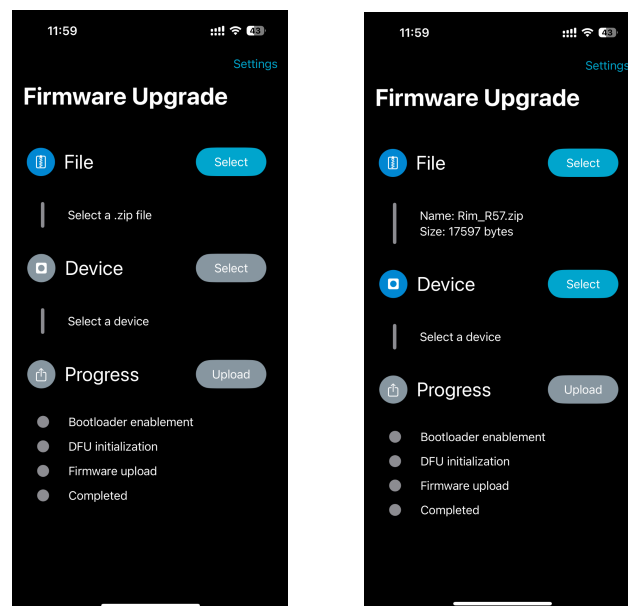 11:59
43
Settings
Firmware Upgrade
File
Select
Select a .zip file
Device
Select
Select a device
Progress
Upload
Bootloader enablement
DFU initialization
Firmware upload
Completed
11:59
43
Settings
Firmware Upgrade
File
Select
Name: Rim_R57.zip
Size: 17597 bytes
Device
Select
Select a device
Progress
Upload
Bootloader enablement
DFU initialization
Firmware upload
Completed